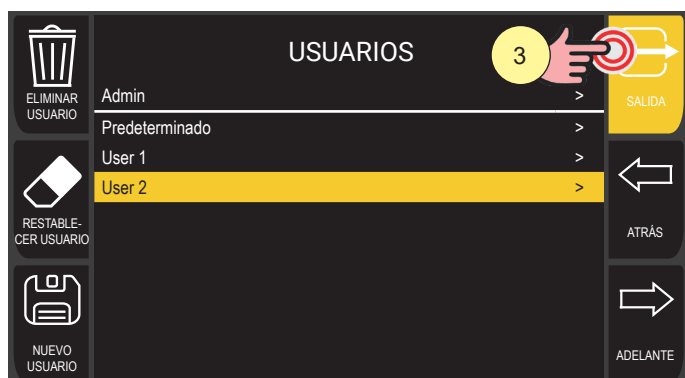 USUARIOS
3
ELIMINAR
USUARIO
Admin >
SALIDA
Predeterminado >
User 1 >
User 2 >
RESTABLE-
CER USUARIO
ATRÁS
NUEVO
USUARIO
ADELANTE